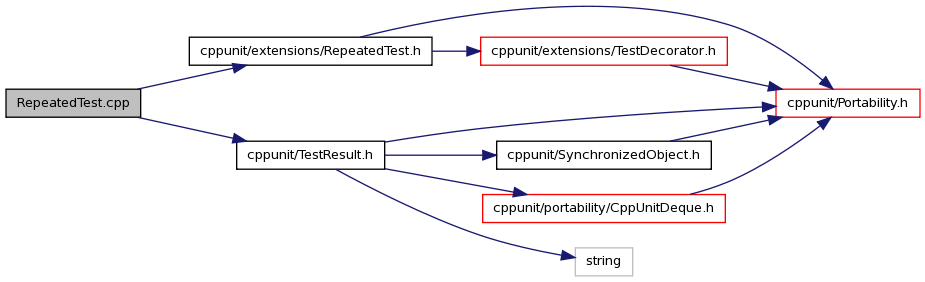 cppunit/extensions/RepeatedTest.h
cppunit/extensions/TestDecorator.h
RepeatedTest.cpp
cppunit/Portability.h
cppunit/TestResult.h
cppunit/SynchronizedObject.h
cppunit/portability/CppUnitDeque.h
string